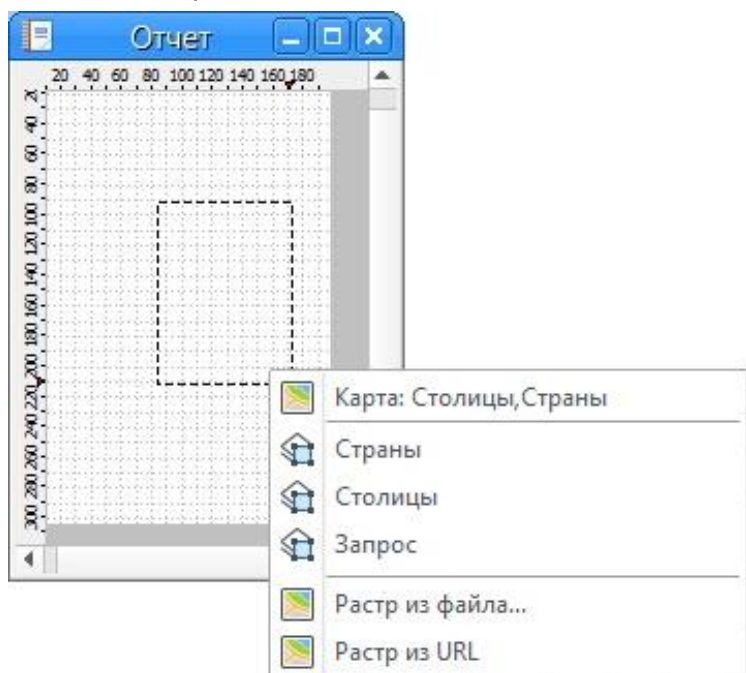 Отчет
20 40 60 80 100 120 140 160 180
20
40
60
80
100
120
140
160
180
200
220
240
260
280
300
Карта: Столицы,Страны
Страны
Столицы
Запрос
Растр из файла...
Растр из URL